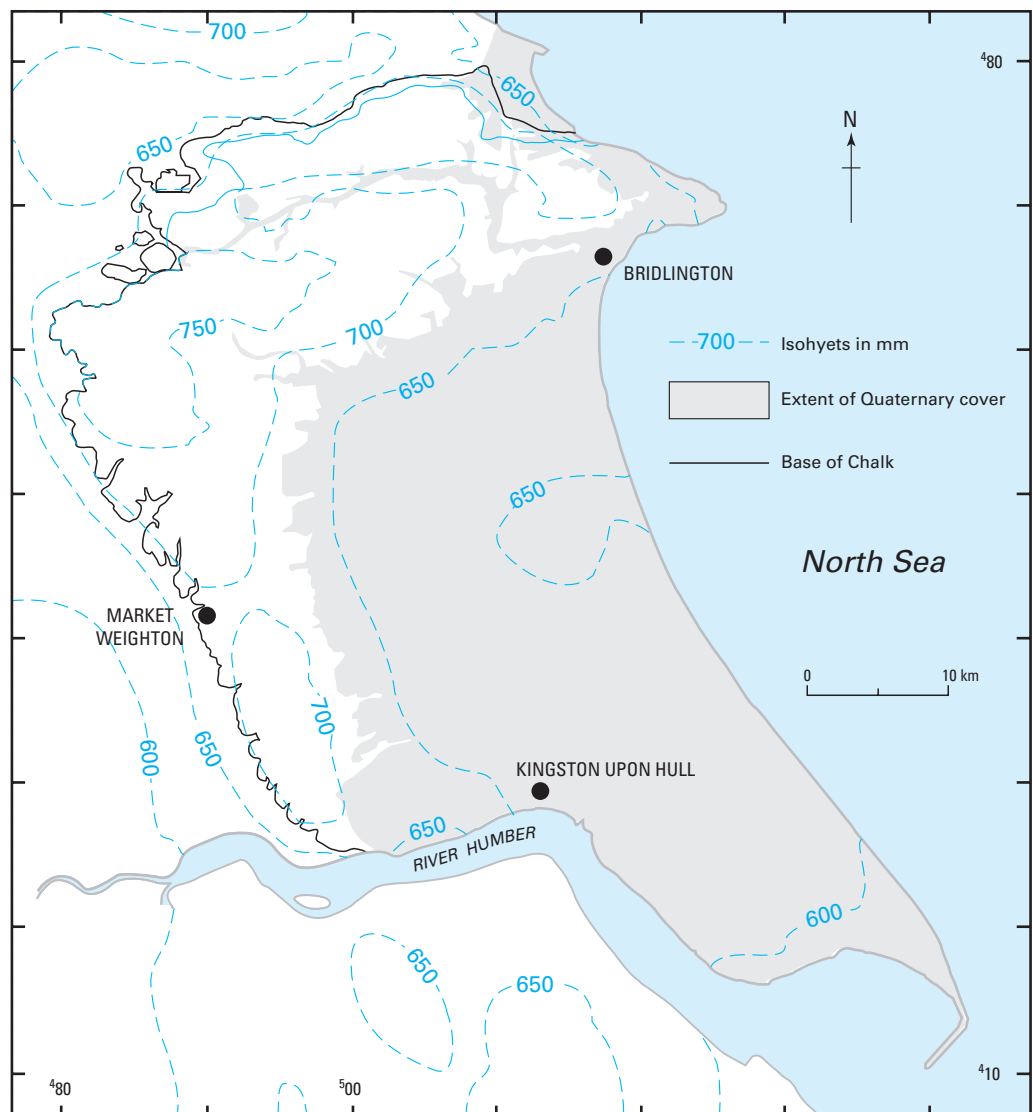 700
⁴80
650
N
650
BRIDLINGTON
750
700
700 Isohyets in mm
650
Extent of Quaternary cover
Base of Chalk
650
North Sea
MARKET
WEIGHTON
0 10 km
700
600
650
KINGSTON UPON HULL
650
RIVER HUMBER
600
650
650
⁴80
⁵00
⁴10